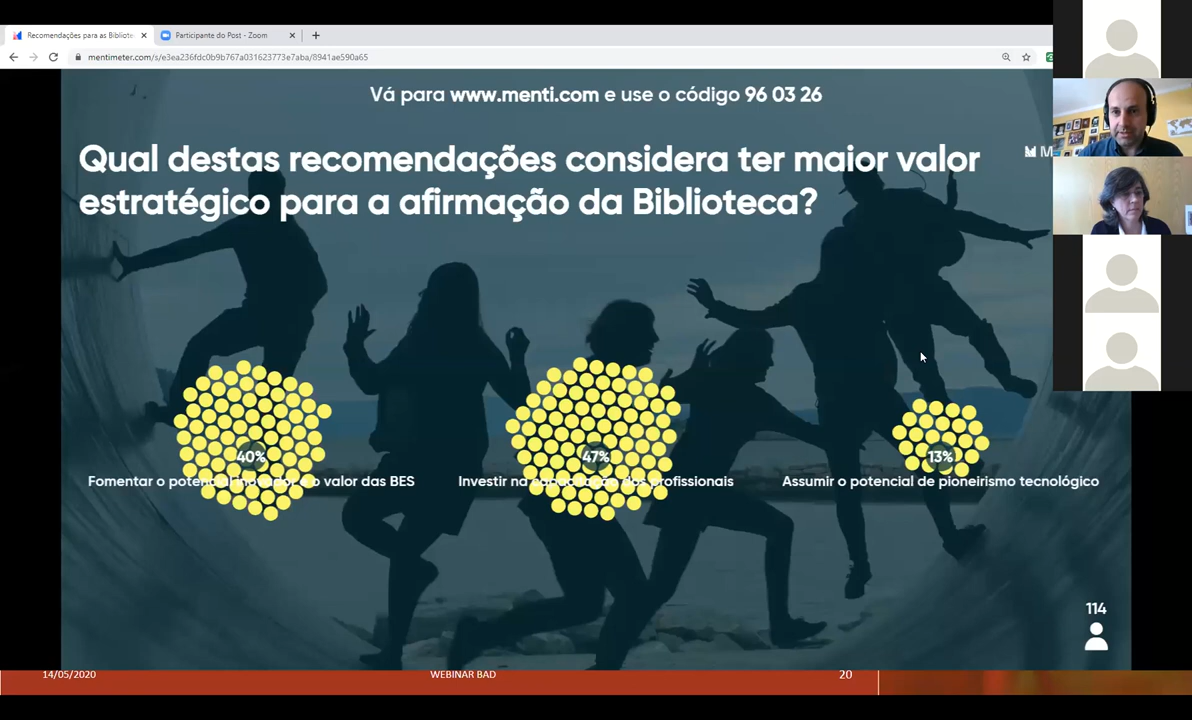 Recomendações para as Bibliote
Participante do Post - Zoom
mentimeter.com/s/e3ea236fdc0b9b767a031623773e7aba/8941ae590a65
Vá para www.menti.com e use o código 96 03 26
Qual destas recomendações considera ter maior valor
estratégico para a afirmação da Biblioteca?
M
40%
47%
13%
Fomentar o potencial inovador e o valor das BES
Investir na capacitação dos profissionais
Assumir o potencial de pioneirismo tecnológico
114
14/05/2020
WEBINAR BAD
20